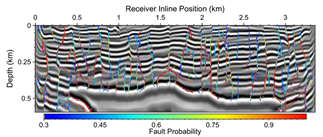 Receiver Inline Position (km)
0 0.5 1 1.5 2 2.5 3
Depth (km)
0
0.25
0.5
0.3 0.45 0.6 0.75 0.9
Fault Probability